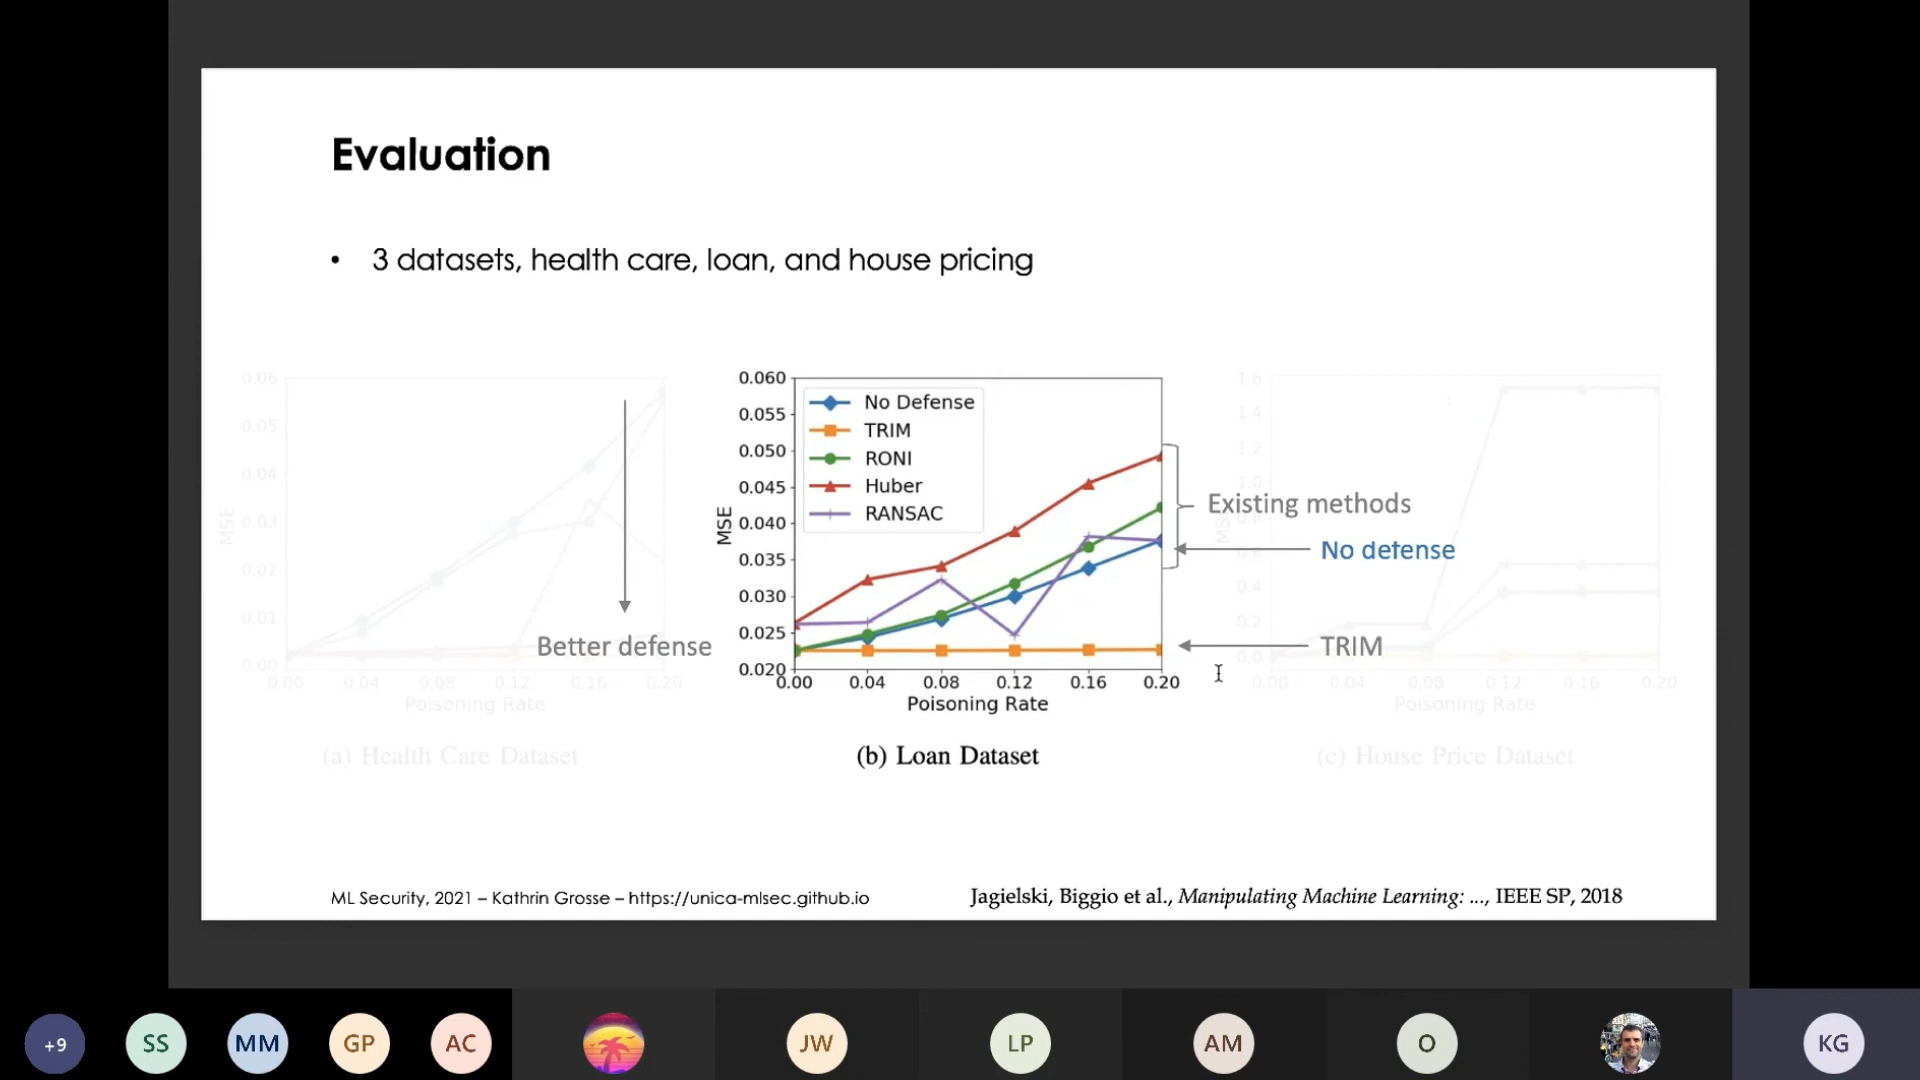 Evaluation
• 3 datasets, health care, loan, and house pricing
0.06
0.05
0.04
0.03
0.02
0.01
0.00
MSE
0.00 0.04 0.08 0.12 0.16 0.20
Poisoning Rate
(a) Health Care Dataset
Better defense
0.060
0.055
0.050
0.045
0.040
0.035
0.030
0.025
0.020
MSE
No Defense
TRIM
RONI
Huber
RANSAC
0.00 0.04 0.08 0.12 0.16 0.20
Poisoning Rate
(b) Loan Dataset
Existing methods
No defense
TRIM
1.6
1.4
1.2
1.0
0.8
0.4
0.2
0.0
0.00 0.04 0.08 0.12 0.16 0.20
Poisoning Rate
(c) House Price Dataset
ML Security, 2021 – Kathrin Grosse – https://unica-mlsec.github.io
Jagielski, Biggio et al., Manipulating Machine Learning: ..., IEEE SP, 2018
+9 SS MM GP AC JW LP AM O KG